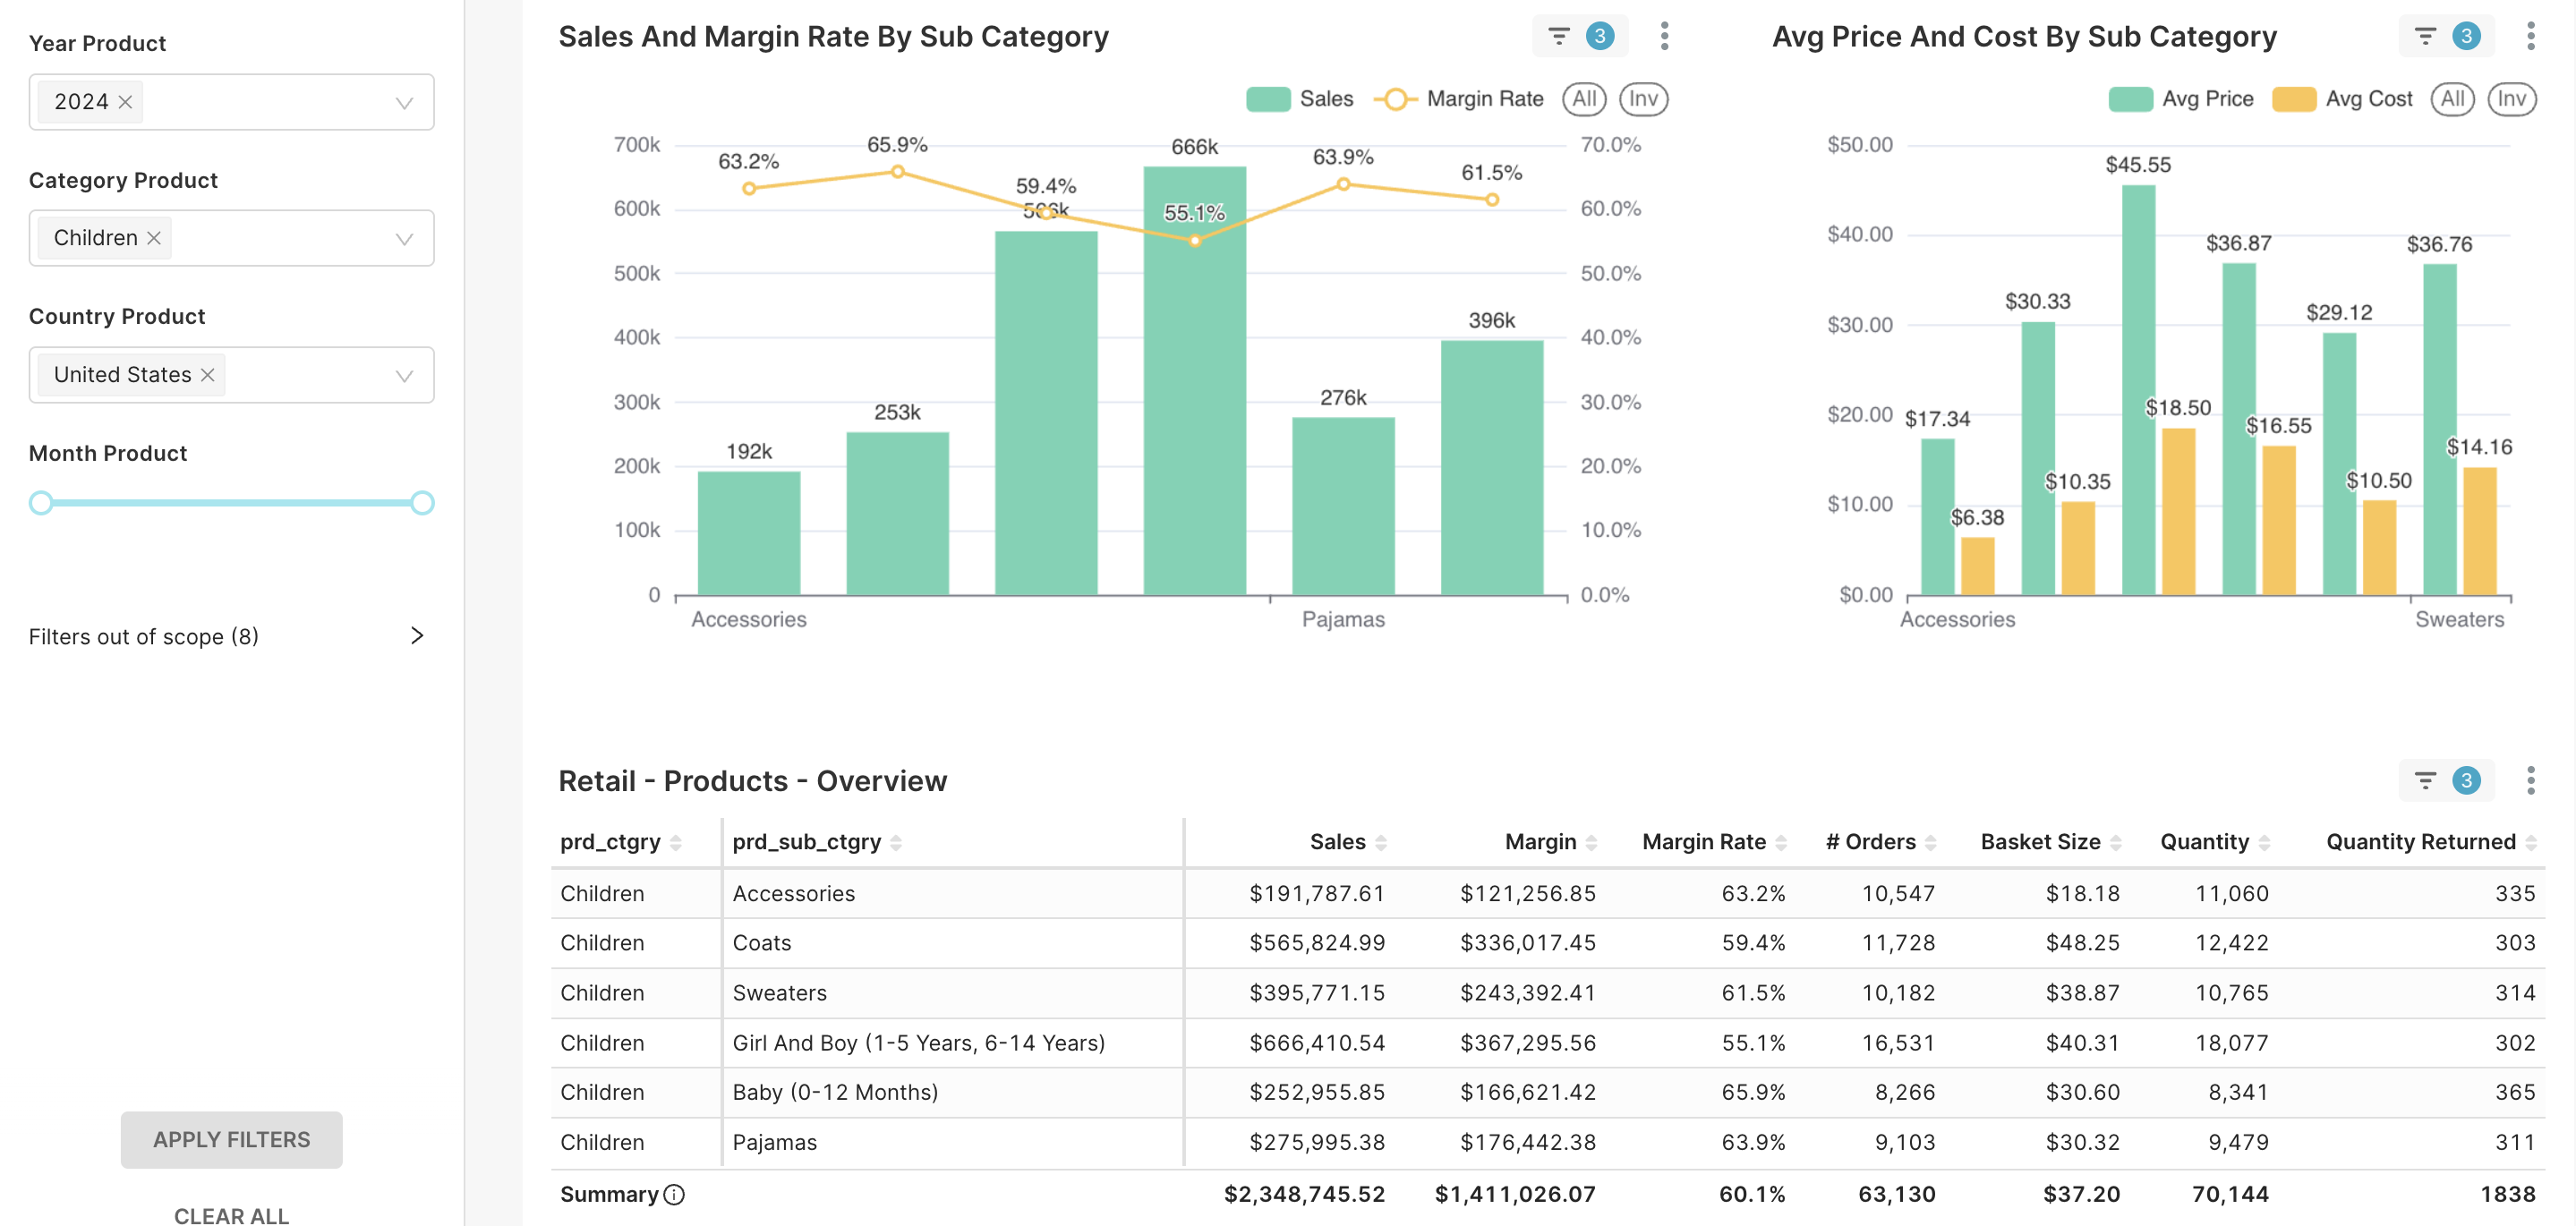 Year Product
2024
Category Product
Children
Country Product
United States
Month Product
Filters out of scope (8)
APPLY FILTERS
CLEAR ALL
Sales And Margin Rate By Sub Category
3
Sales Margin Rate All Inv
700k
600k
500k
400k
300k
200k
100k
0
63.2% 65.9% 59.4% 55.1% 63.9% 61.5%
192k 253k 566k 666k 276k 396k
70.0%
60.0%
50.0%
40.0%
30.0%
20.0%
10.0%
0.0%
Accessories Pajamas
Avg Price And Cost By Sub Category
3
Avg Price Avg Cost All Inv
$50.00
$40.00
$30.00
$20.00
$10.00
$0.00
$17.34 $30.33 $45.55 $36.87 $29.12 $36.76
$6.38 $10.35 $18.50 $16.55 $10.50 $14.16
Accessories Sweaters
Retail - Products - Overview
3
prd_ctgry prd_sub_ctgry Sales Margin Margin Rate # Orders Basket Size Quantity Quantity Returned
Children Accessories $191,787.61 $121,256.85 63.2% 10,547 $18.18 11,060 335
Children Coats $565,824.99 $336,017.45 59.4% 11,728 $48.25 12,422 303
Children Sweaters $395,771.15 $243,392.41 61.5% 10,182 $38.87 10,765 314
Children Girl And Boy (1-5 Years, 6-14 Years) $666,410.54 $367,295.56 55.1% 16,531 $40.31 18,077 302
Children Baby (0-12 Months) $252,955.85 $166,621.42 65.9% 8,266 $30.60 8,341 365
Children Pajamas $275,995.38 $176,442.38 63.9% 9,103 $30.32 9,479 311
Summary $2,348,745.52 $1,411,026.07 60.1% 63,130 $37.20 70,144 1838